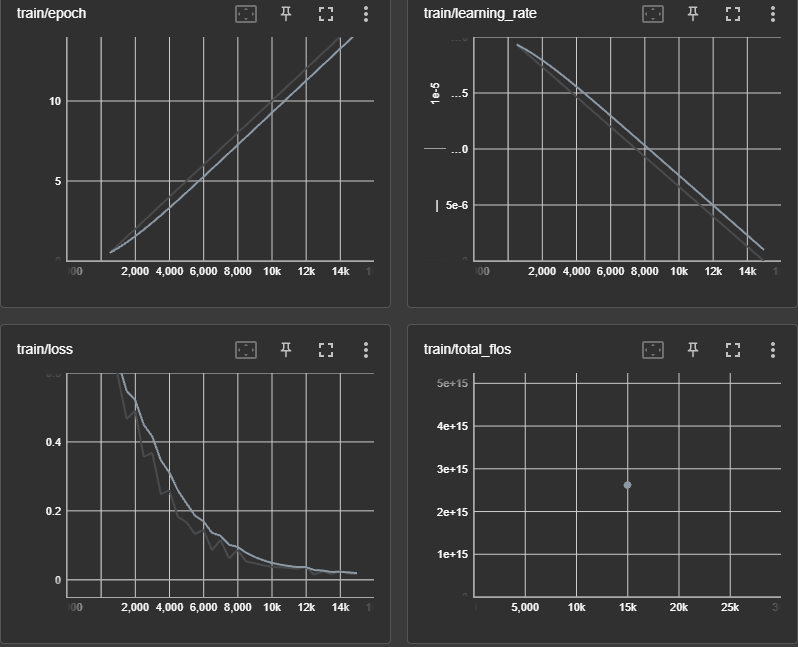 train/epoch
10
5
2,000 4,000 6,000 8,000 10k 12k 14k
train/learning_rate
1e-5
...5
...0
5e-6
2,000 4,000 6,000 8,000 10k 12k 14k
train/loss
0.4
0.2
0
2,000 4,000 6,000 8,000 10k 12k 14k
train/total_flos
5e+15
4e+15
3e+15
2e+15
1e+15
5,000 10k 15k 20k 25k